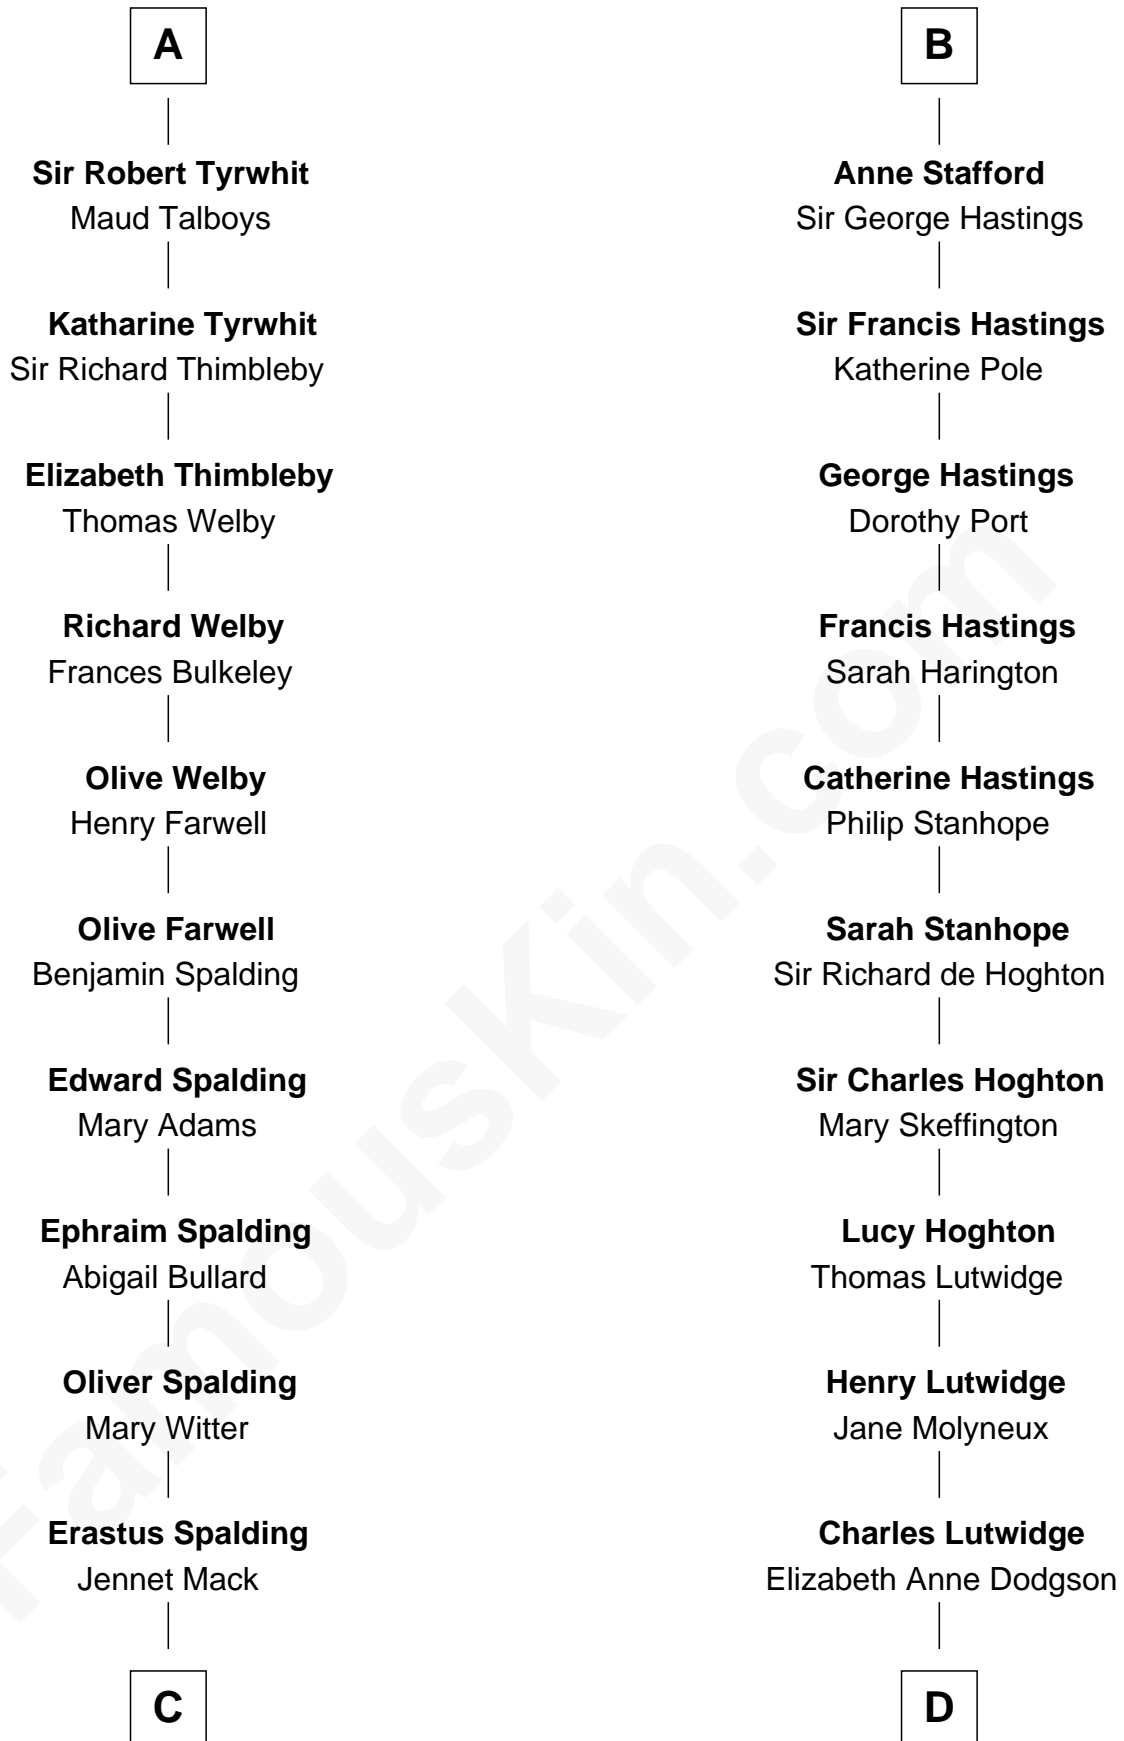 A
Sir Robert Tyrwhit
Maud Talboys
Katharine Tyrwhit
Sir Richard Thimbleby
Elizabeth Thimbleby
Thomas Welby
Richard Welby
Frances Bulkeley
Olive Welby
Henry Farwell
Olive Farwell
Benjamin Spalding
Edward Spalding
Mary Adams
Ephraim Spalding
Abigail Bullard
Oliver Spalding
Mary Witter
Erastus Spalding
Jennet Mack
C
B
Anne Stafford
Sir George Hastings
Sir Francis Hastings
Katherine Pole
George Hastings
Dorothy Port
Francis Hastings
Sarah Harington
Catherine Hastings
Philip Stanhope
Sarah Stanhope
Sir Richard de Hoghton
Sir Charles Hoghton
Mary Skeffington
Lucy Hoghton
Thomas Lutwidge
Henry Lutwidge
Jane Molyneux
Charles Lutwidge
Elizabeth Anne Dodgson
D
FamousKin.com